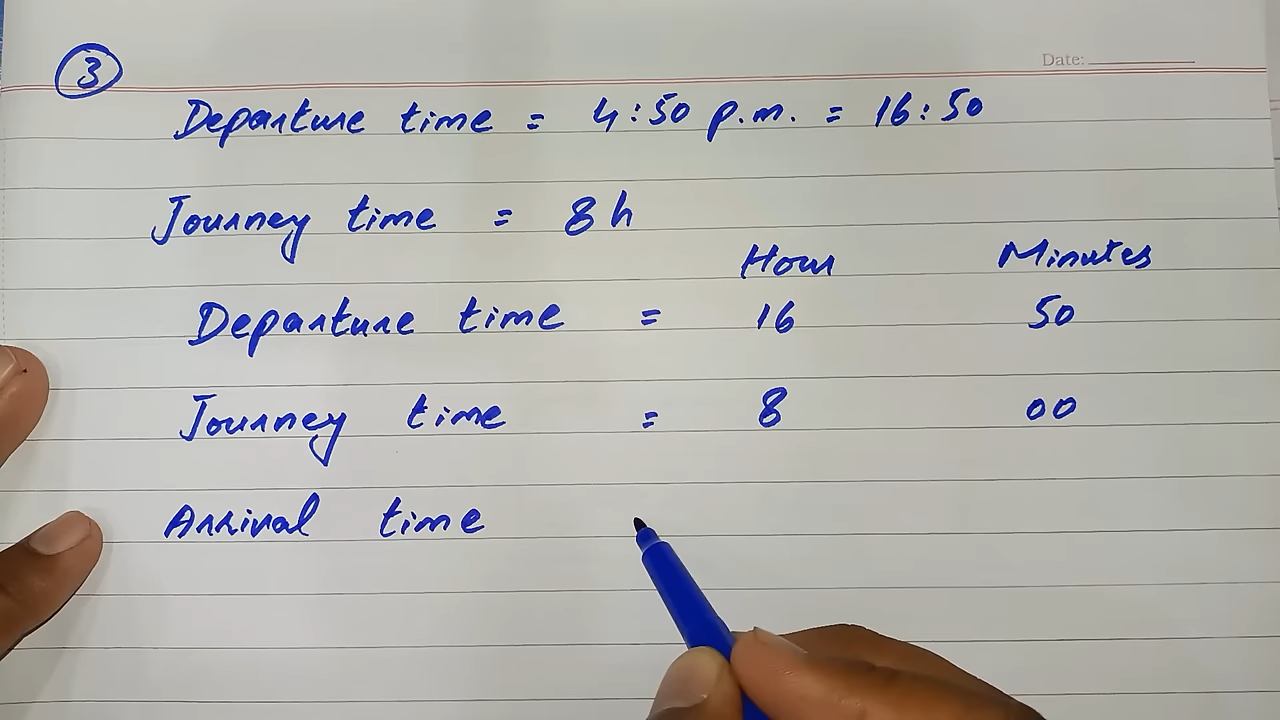 3
Date:
Departure time = 4:50 p.m. = 16:50
Journey time = 8h
Hour Minutes
Departure time = 16 50
Journey time = 8 00
Arrival time